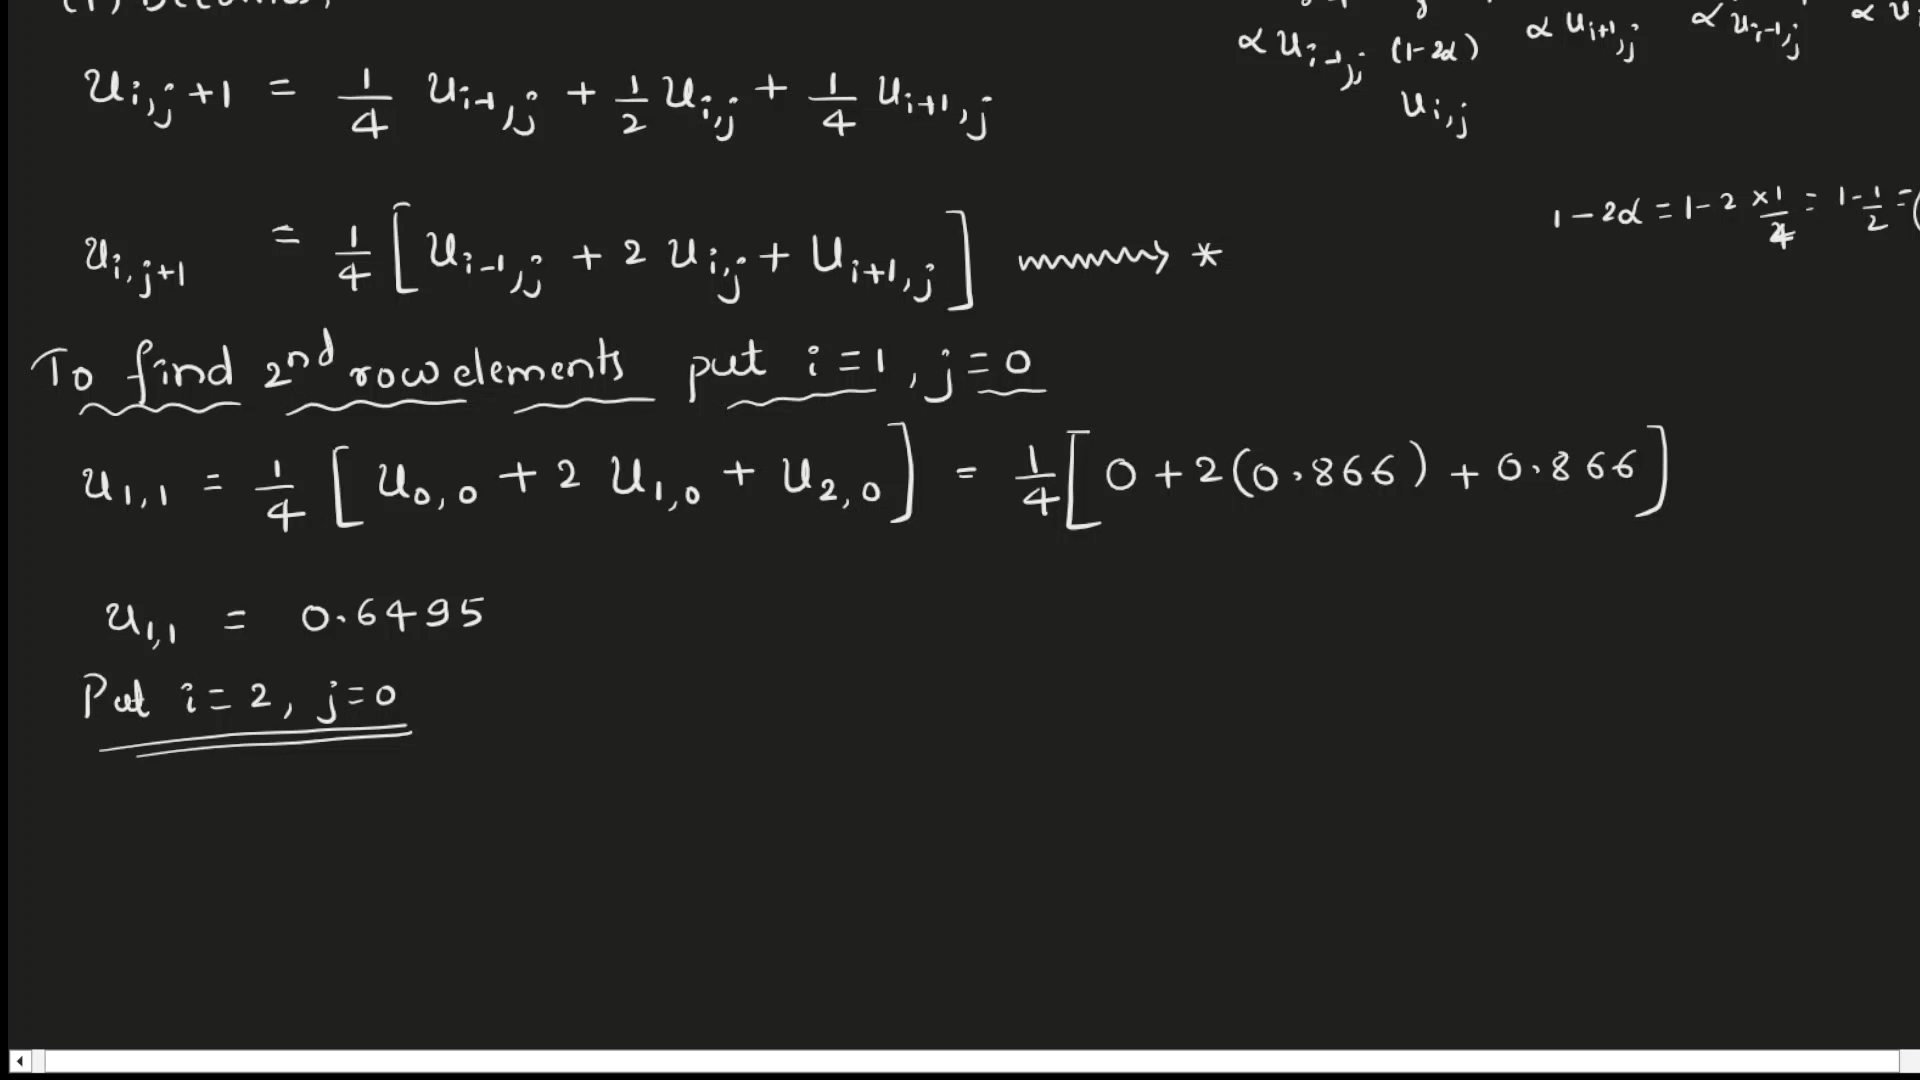 α u_{i-1,j} (1-2α) α u_{i+1,j} α u_{i-1,j} α
u_{i,j}
u_{i,j+1} = 1/4 u_{i-1,j} + 1/2 u_{i,j} + 1/4 u_{i+1,j}
1 - 2α = 1 - 2 × 1/4 = 1 - 1/2 =
u_{i,j+1} = 1/4 [ u_{i-1,j} + 2 u_{i,j} + u_{i+1,j} ] → *
To find 2nd row elements put i = 1, j = 0
u_{1,1} = 1/4 [ u_{0,0} + 2 u_{1,0} + u_{2,0} ] = 1/4 [ 0 + 2(0.866) + 0.866 ]
u_{1,1} = 0.6495
Put i = 2, j = 0